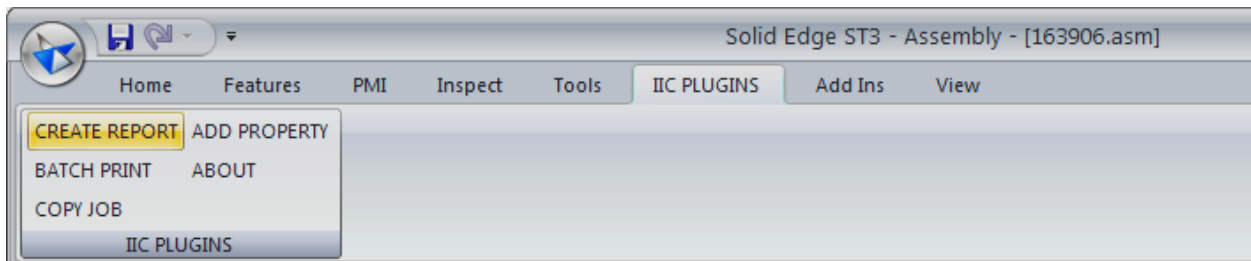 Solid Edge ST3 - Assembly - [163906.asm]
Home Features PMI Inspect Tools IIC PLUGINS Add Ins View
CREATE REPORT ADD PROPERTY
BATCH PRINT ABOUT
COPY JOB
IIC PLUGINS